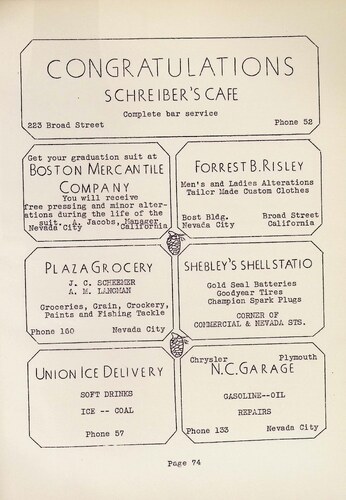 CONGRATULATIONS
SCHREIBER'S CAFE
Complete bar service
223 Broad Street Phone 52
Get your graduation suit at
BOSTON MERCANTILE
COMPANY
You will receive
free pressing and minor alter-
ations during the life of the
suit. A. Jacobs, Manager
Nevada City California
FORREST B. RISLEY
Men's and Ladies Alterations
Tailor Made Custom Clothes
Bost Bldg. Broad Street
Nevada City California
PLAZA GROCERY
J. C. SCHEEMER
A. M. LANGMAN
Groceries, Grain, Crockery,
Paints and Fishing Tackle
Phone 160 Nevada City
SHEBLEY'S SHELL STATIO
Gold Seal Batteries
Goodyear Tires
Champion Spark Plugs
CORNER OF
COMMERCIAL & NEVADA STS.
UNION ICE DELIVERY
SOFT DRINKS
ICE -- COAL
Phone 57
Chrysler Plymouth
N.C. GARAGE
GASOLINE--OIL
REPAIRS
Phone 133 Nevada City
Page 74